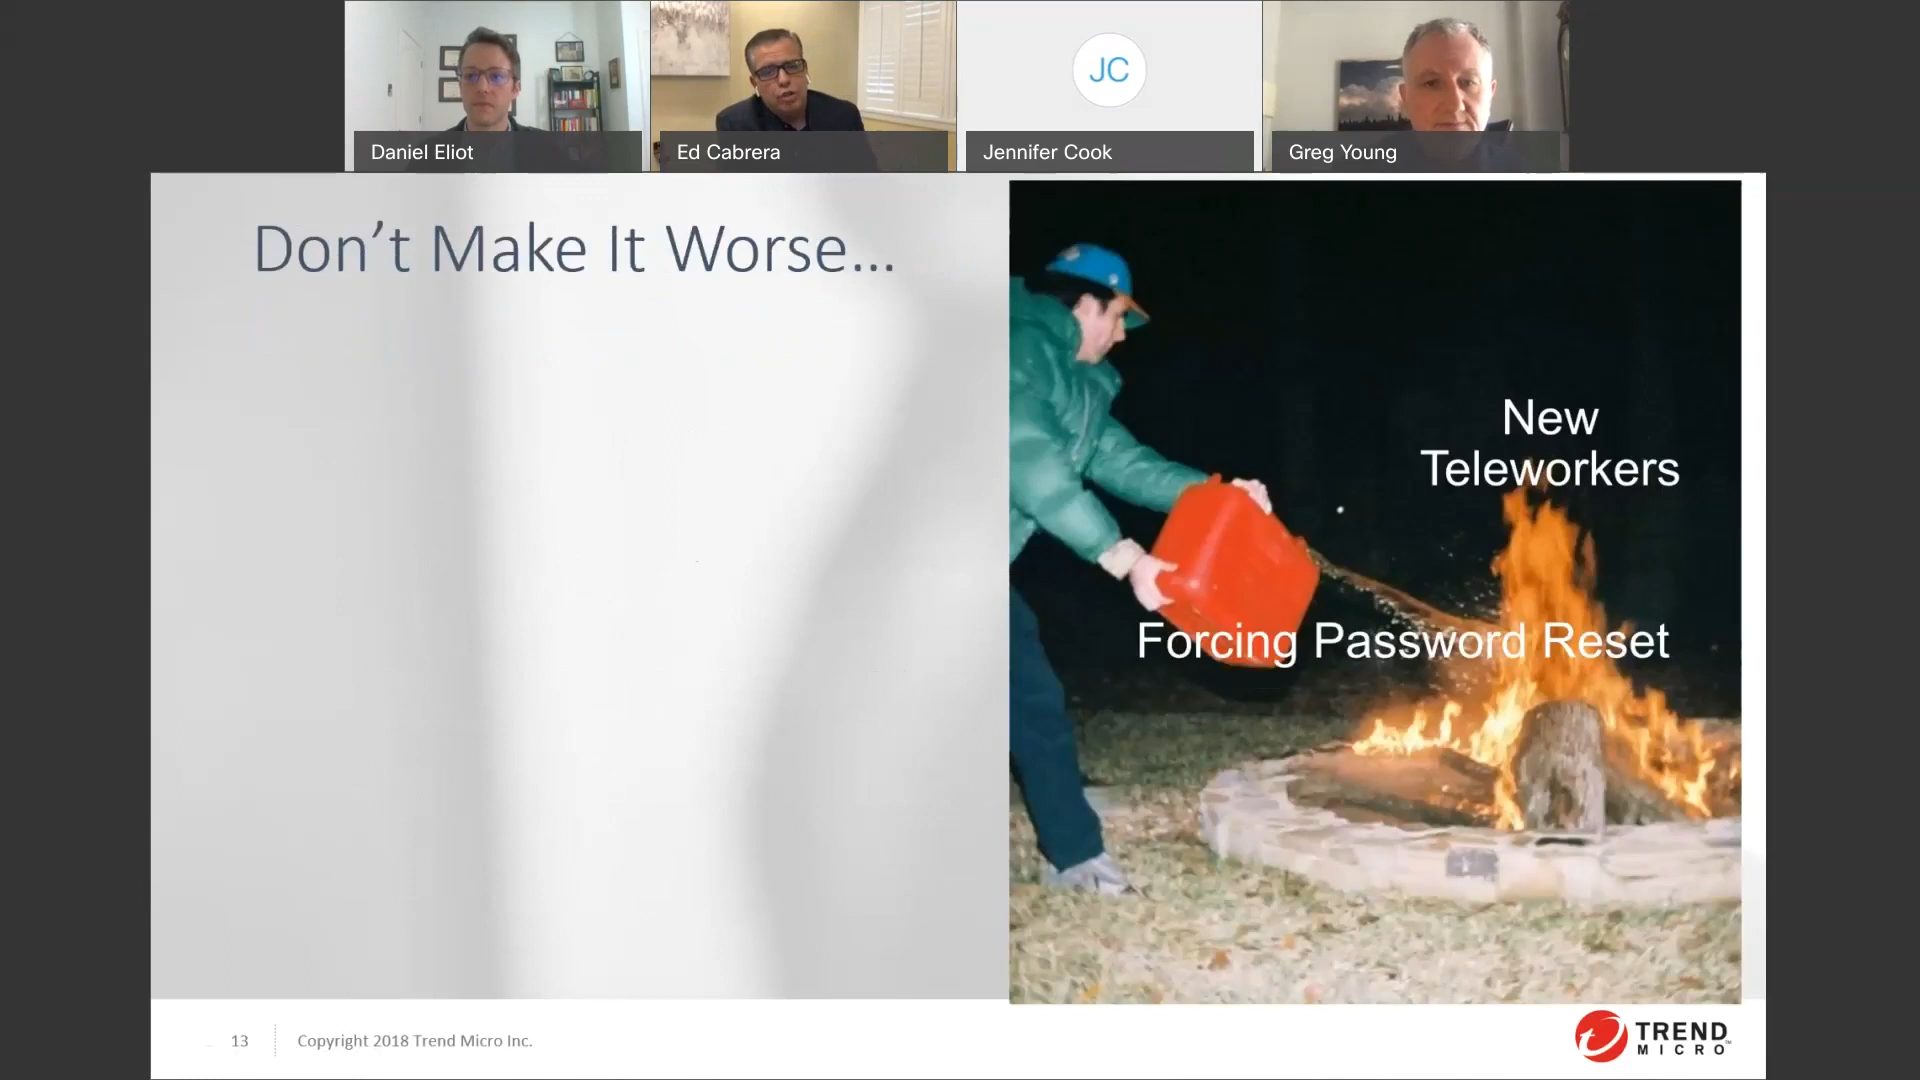 JC
Daniel Eliot
Ed Cabrera
Jennifer Cook
Greg Young
Don’t Make It Worse...
New
Teleworkers
Forcing Password Reset
13
Copyright 2018 Trend Micro Inc.
TREND
MICRO™